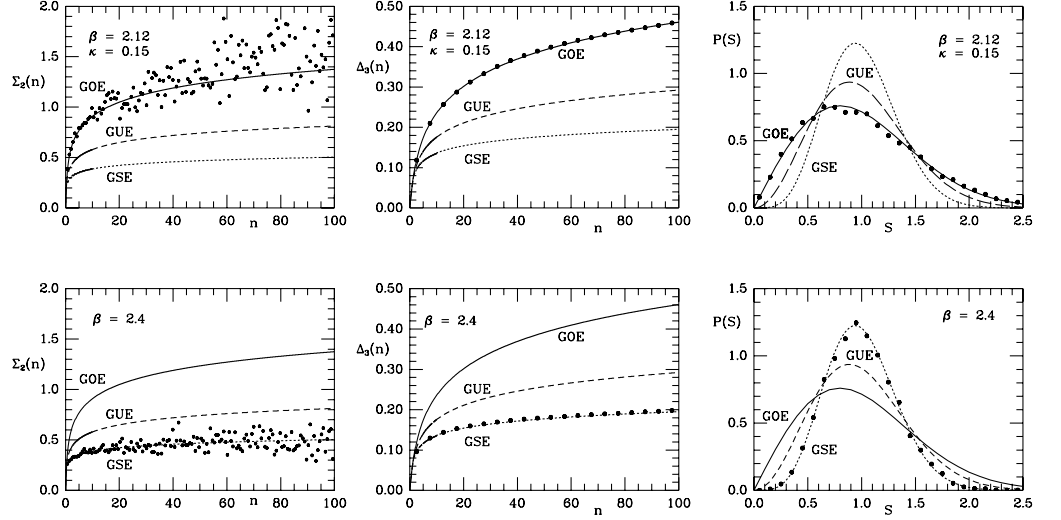 2.0
1.5
Σ₂(n)
1.0
0.5
0.0
β = 2.12
κ = 0.15
GOE
GUE
GSE
0 20 40 60 80 100
n
0.50
0.40
Δ₃(n)
0.30
0.20
0.10
0.00
β = 2.12
κ = 0.15
GOE
GUE
GSE
0 20 40 60 80 100
n
1.5
P(S)
1.0
0.5
0.0
β = 2.12
κ = 0.15
GUE
GOE
GSE
0.0 0.5 1.0 1.5 2.0 2.5
S
2.0
1.5
Σ₂(n)
1.0
0.5
0.0
β = 2.4
GOE
GUE
GSE
0 20 40 60 80 100
n
0.50
0.40
Δ₃(n)
0.30
0.20
0.10
0.00
β = 2.4
GOE
GUE
GSE
0 20 40 60 80 100
n
1.5
P(S)
1.0
0.5
0.0
β = 2.4
GUE
GOE
GSE
0.0 0.5 1.0 1.5 2.0 2.5
S